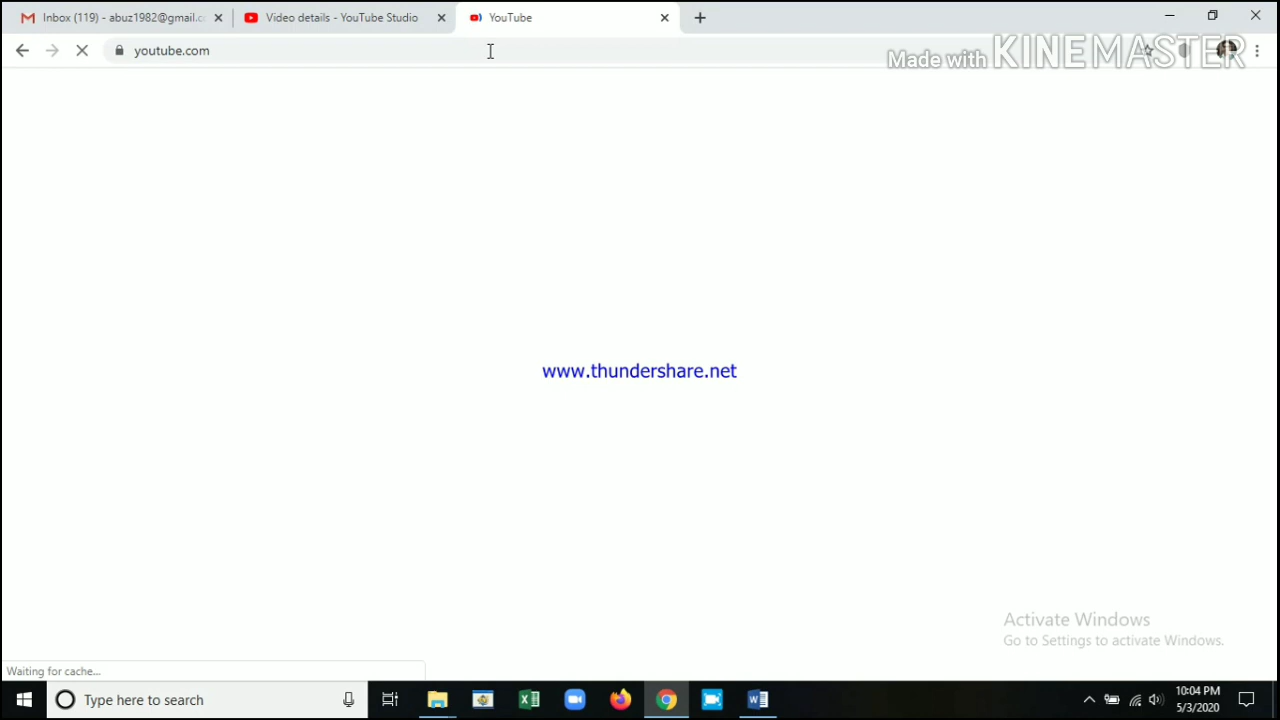 Inbox (119) - abuz1982@gmail.c
Video details - YouTube Studio
YouTube
youtube.com
Made with KINEMASTER
www.thundershare.net
Activate Windows
Go to Settings to activate Windows.
Waiting for cache...
Type here to search
10:04 PM
5/3/2020